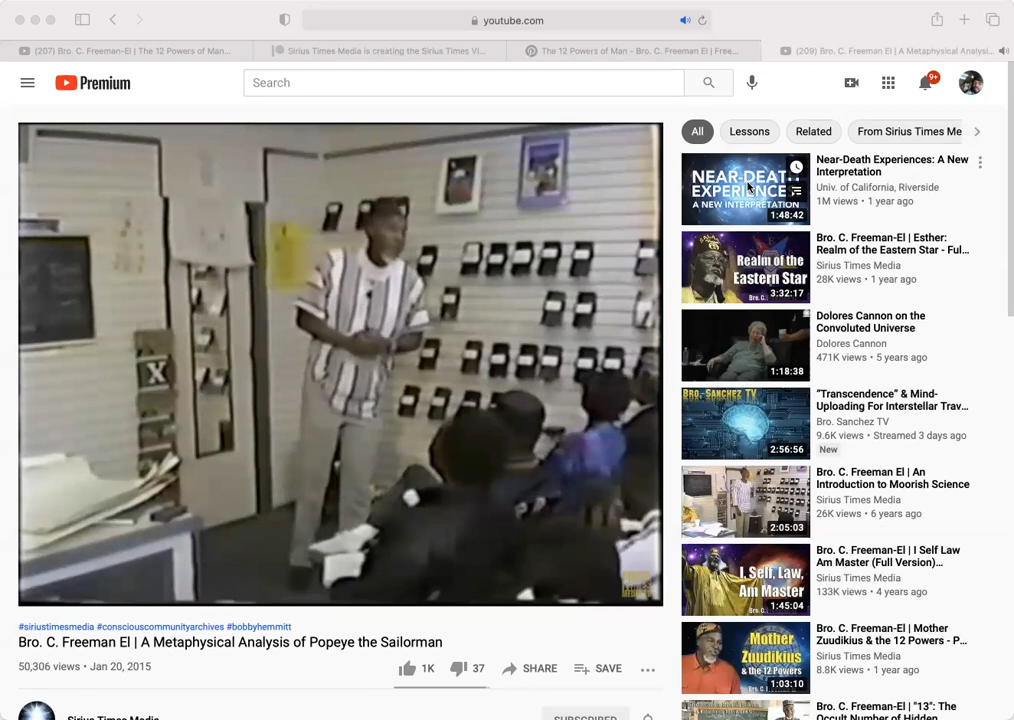 youtube.com
(207) Bro. C. Freeman-El | The 12 Powers of Man...
Sirius Times Media is creating the Sirius Times Vi...
The 12 Powers of Man - Bro. C. Freeman El | Free...
(209) Bro. C. Freeman El | A Metaphysical Analysi...
Premium
Search
9+
All
Lessons
Related
From Sirius Times Me
NEAR-DEATH
EXPERIENCE
A NEW INTERPRETATION
1:48:42
Near-Death Experiences: A New
Interpretation
Univ. of California, Riverside
1M views • 1 year ago
Realm of the
Eastern Star
Bro. C.
3:32:17
Bro. C. Freeman-El | Esther:
Realm of the Eastern Star - Ful...
Sirius Times Media
28K views • 1 year ago
1:18:38
Dolores Cannon on the
Convoluted Universe
Dolores Cannon
471K views • 5 years ago
BRO. SANCHEZ TV
2:56:56
"Transcendence" & Mind-
Uploading For Interstellar Trav...
Bro. Sanchez TV
9.6K views • Streamed 3 days ago
New
2:05:03
Bro. C. Freeman El | An
Introduction to Moorish Science
Sirius Times Media
26K views • 6 years ago
I, Self, Law,
Am Master
1:45:04
Bro. C. Freeman-El | I Self Law
Am Master (Full Version)...
Sirius Times Media
133K views • 4 years ago
Mother
Zuudikius
& the 12 Powers
1:03:10
Bro. C. Freeman-El | Mother
Zuudikius & the 12 Powers - P...
Sirius Times Media
8.8K views • 1 year ago
Bro. C. Freeman-El | "13": The
Occult Number of Hidden
X
#siriustimesmedia #consciouscommunityarchives #bobbyhemmitt
Bro. C. Freeman El | A Metaphysical Analysis of Popeye the Sailorman
50,306 views • Jan 20, 2015
1K
37
SHARE
SAVE
Sirius Times Media
SUBSCRIBED